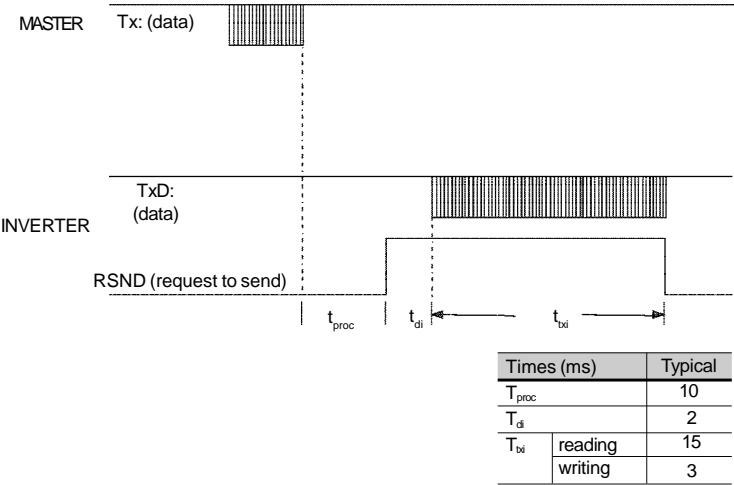 MASTER Tx: (data)
TxD:
(data)
INVERTER
RSND (request to send)
tproc tdi ttxi
Times (ms) Typical
Tproc 10
Tdi 2
Ttxi reading 15
writing 3